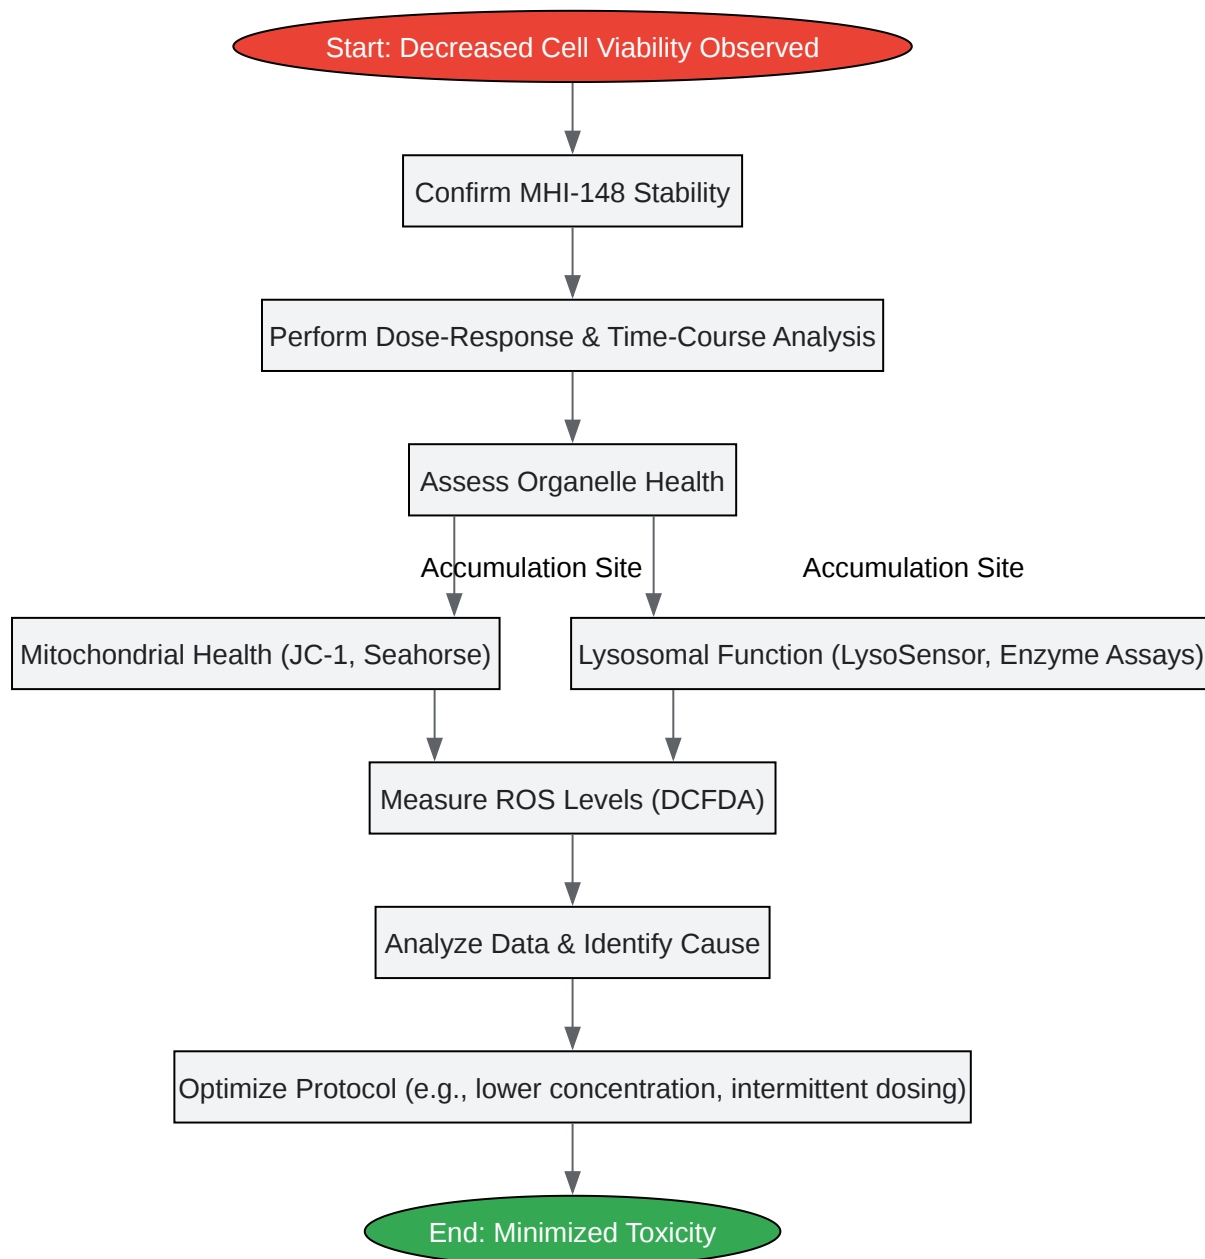 Start: Decreased Cell Viability Observed
Confirm MHI-148 Stability
Perform Dose-Response & Time-Course Analysis
Assess Organelle Health
Accumulation Site
Accumulation Site
Mitochondrial Health (JC-1, Seahorse)
Lysosomal Function (LysoSensor, Enzyme Assays)
Measure ROS Levels (DCFDA)
Analyze Data & Identify Cause
Optimize Protocol (e.g., lower concentration, intermittent dosing)
End: Minimized Toxicity